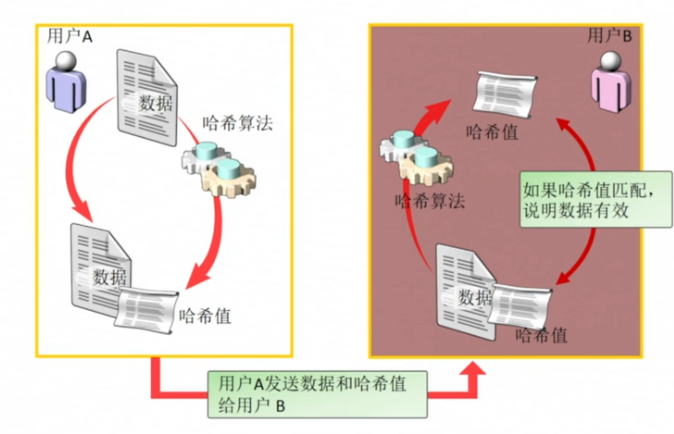 用户A
数据
哈希算法
数据
哈希值
用户B
哈希值
哈希算法
如果哈希值匹配，
说明数据有效
数据
哈希值
用户A发送数据和哈希值
给用户 B